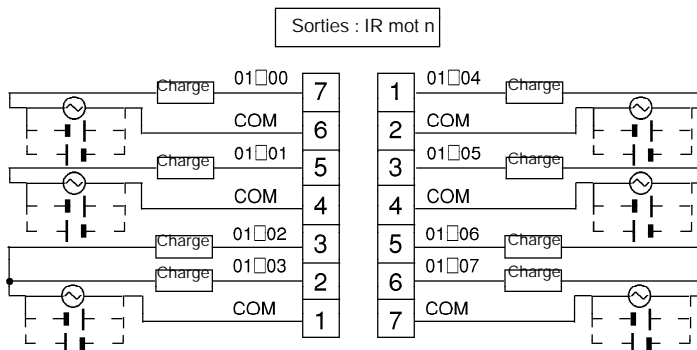 Sorties : IR mot n
Charge 01□00 7 1 01□04 Charge
COM 6 2 COM
Charge 01□01 5 3 01□05 Charge
COM 4 4 COM
Charge 01□02 3 5 01□06 Charge
Charge 01□03 2 6 01□07 Charge
COM 1 7 COM